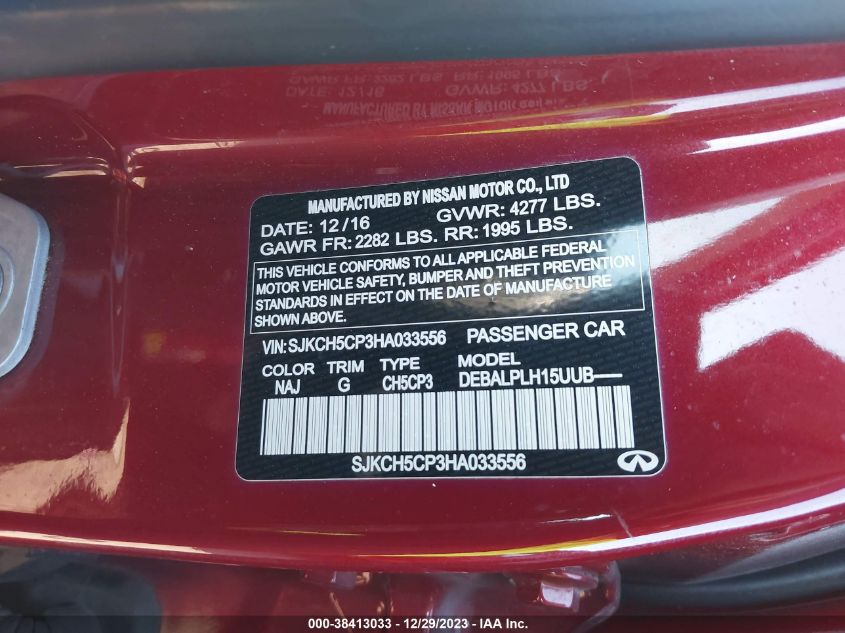 MANUFACTURED BY NISSAN MOTOR CO., LTD
DATE: 12/16 GVWR: 4277 LBS.
GAWR FR: 2282 LBS. RR: 1995 LBS.
THIS VEHICLE CONFORMS TO ALL APPLICABLE FEDERAL
MOTOR VEHICLE SAFETY, BUMPER AND THEFT PREVENTION
STANDARDS IN EFFECT ON THE DATE OF MANUFACTURE
SHOWN ABOVE.
VIN:SJKCH5CP3HA033556 PASSENGER CAR
COLOR TRIM TYPE MODEL
NAJ G CH5CP3 DEBALPLH15UUB-----
SJKCH5CP3HA033556
000-38413033 - 12/29/2023 - IAA Inc.